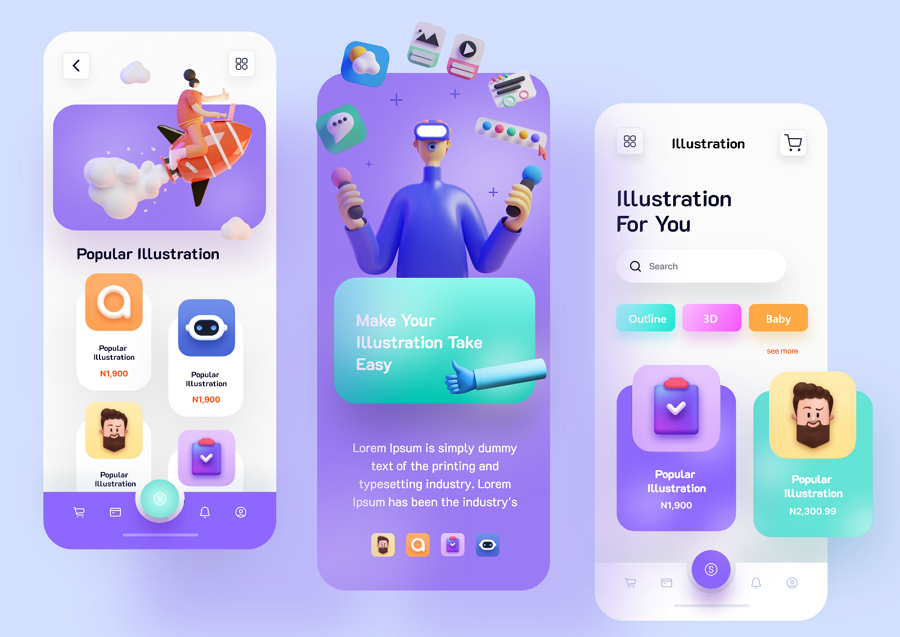 Popular Illustration
Popular
Illustration
N1,900
Popular
Illustration
N1,900
Popular
Illustration
Make Your
Illustration Take
Easy
Lorem Ipsum is simply dummy
text of the printing and
typesetting industry. Lorem
Ipsum has been the industry's
Illustration
Illustration
For You
Search
Outline
3D
Baby
see more
Popular
Illustration
N1,900
Popular
Illustration
N2,300.99